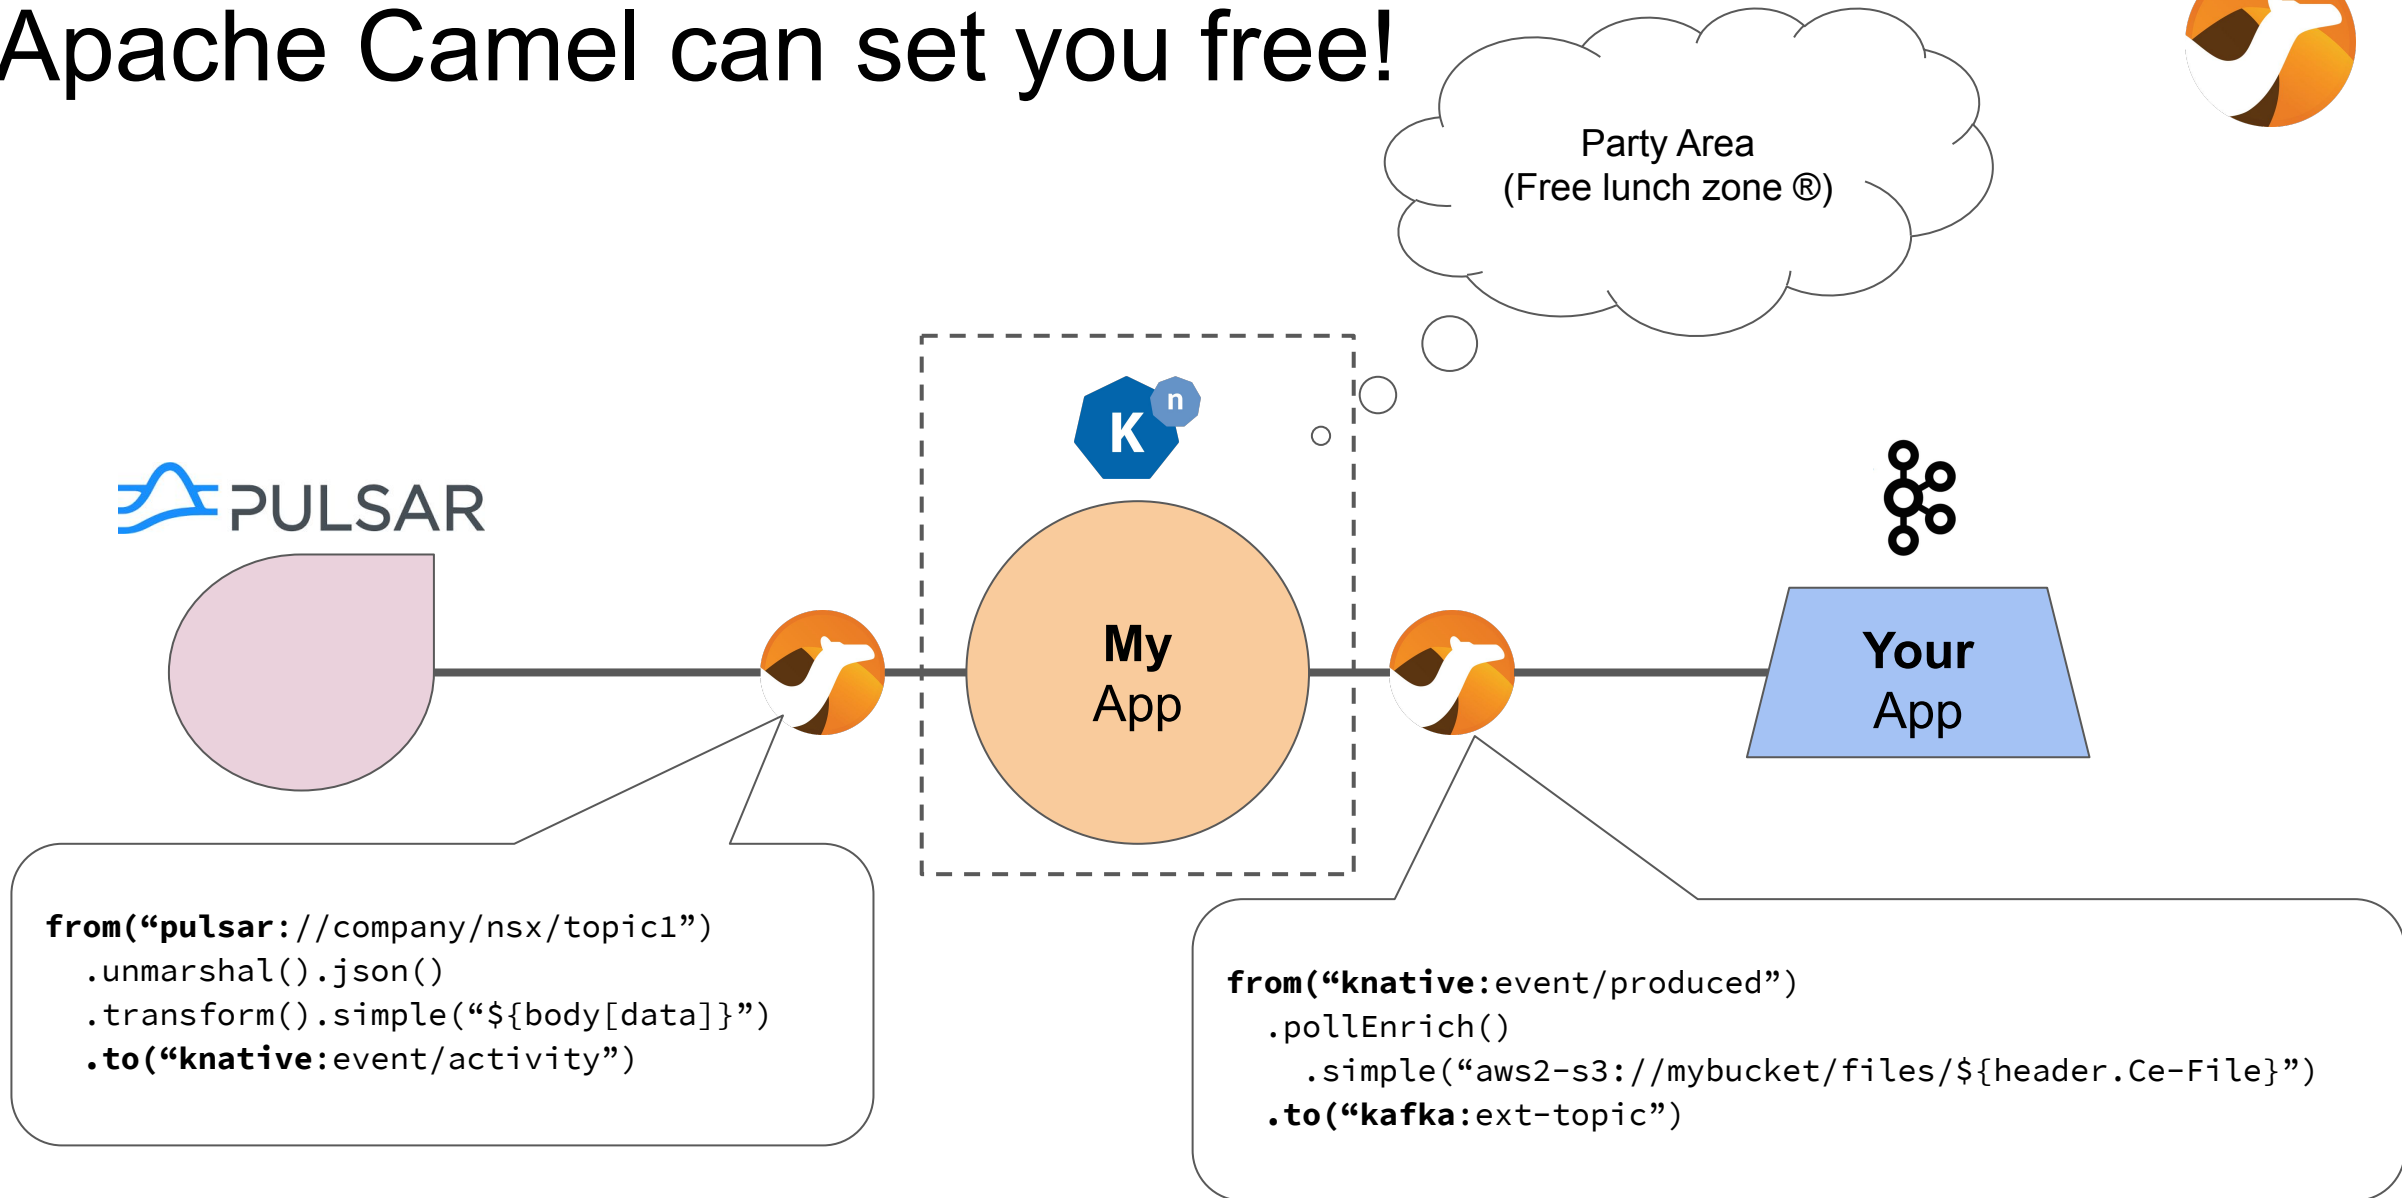 Apache Camel can set you free!
Party Area
(Free lunch zone ®)
K n
PULSAR
My
App
Your
App
from(“pulsar://company/nsx/topic1”)
  .unmarshal().json()
  .transform().simple(“${body[data]}”)
  .to(“knative:event/activity”)
from(“knative:event/produced”)
  .pollEnrich()
    .simple(“aws2-s3://mybucket/files/${header.Ce-File}”)
  .to(“kafka:ext-topic”)